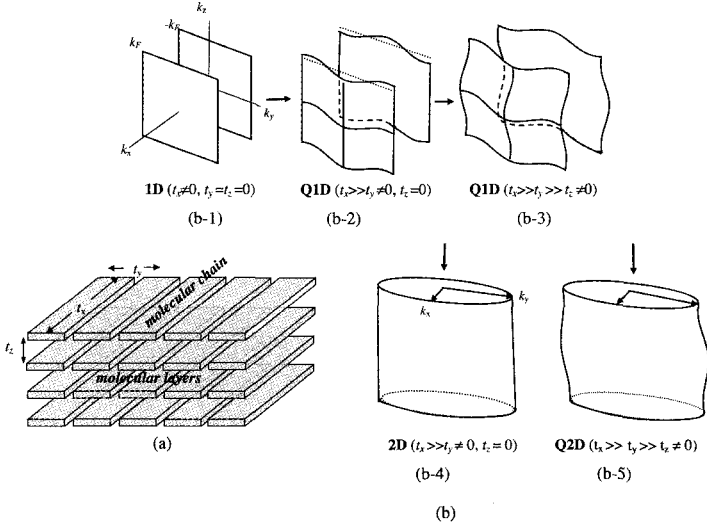 k_z
k_F
-k_F
k_y
k_x
1D (t_x≠0, t_y=t_z=0)
Q1D (t_x>>t_y≠0, t_z=0)
Q1D (t_x>>t_y>>t_z≠0)
(b-1)
(b-2)
(b-3)
t_y
molecular chain
t_x
t_z
molecular layers
(a)
k_y
k_x
2D (t_x>>t_y≠0, t_z=0)
Q2D (t_x>>t_y>>t_z≠0)
(b-4)
(b-5)
(b)